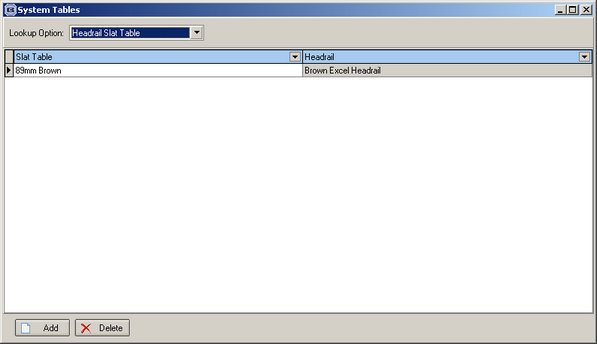 System Tables
Lookup Option: Headrail Slat Table
Slat Table Headrail
89mm Brown Brown Excel Headrail
Add Delete